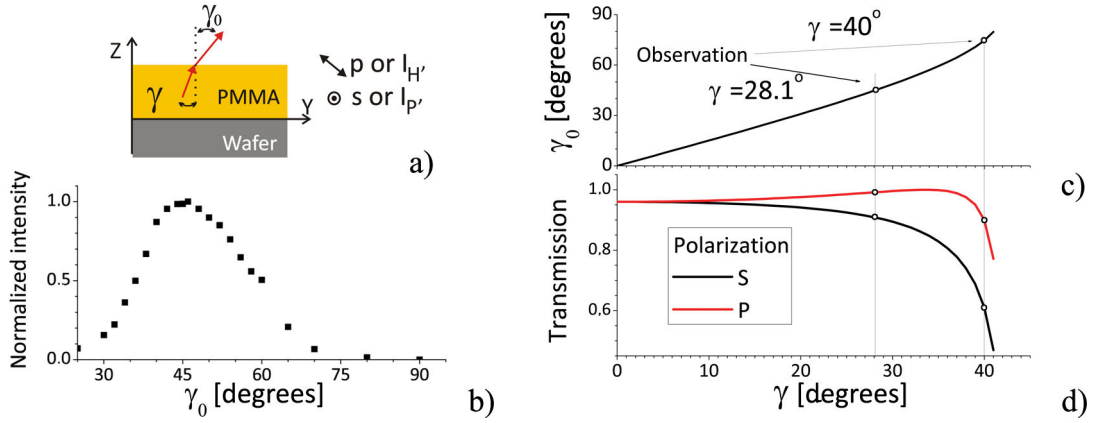 γ₀
Z
γ
PMMA
Y
Wafer
p or l_H'
s or l_P'
a)
Normalized intensity
1.0
0.5
0.0
30
45
60
75
90
γ₀ [degrees]
b)
γ₀ [degrees]
90
60
30
0
γ =40°
Observation
γ =28.1°
c)
Transmission
1.0
0.8
0.6
Polarization
S
P
0
10
20
30
40
γ [degrees]
d)